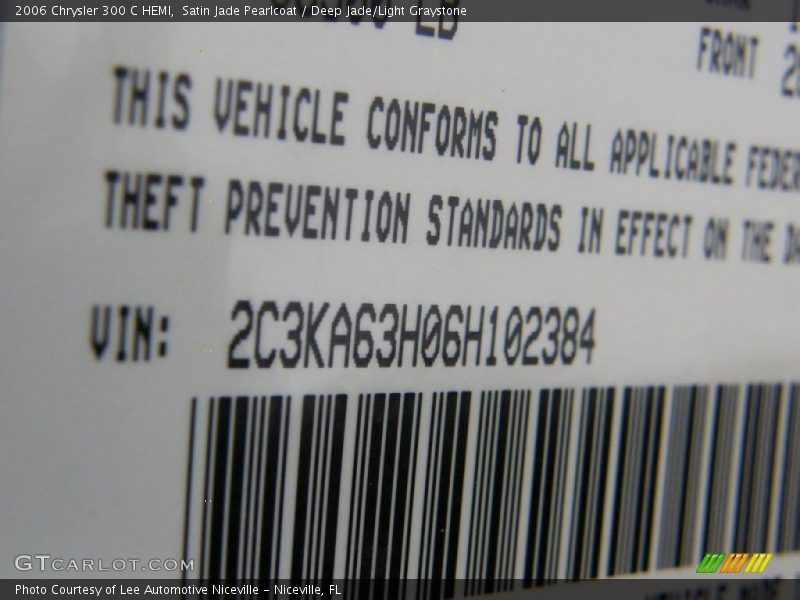 2006 Chrysler 300 C HEMI, Satin Jade Pearlcoat / Deep Jade/Light Graystone
LB
FRONT
THIS VEHICLE CONFORMS TO ALL APPLICABLE FEDER
THEFT PREVENTION STANDARDS IN EFFECT ON THE DA
VIN: 2C3KA63H06H102384
GTCARLOT.COM
Photo Courtesy of Lee Automotive Niceville – Niceville, FL